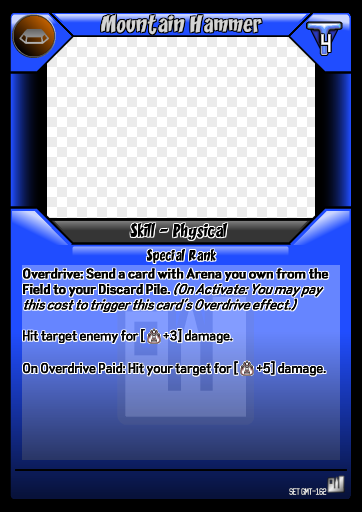 Mountain Hammer
4
Skill - Physical
Special Rank
Overdrive: Send a card with Arena you own from the
Field to your Discard Pile. (On Activate: You may pay
this cost to trigger this card's Overdrive effect.)
Hit target enemy for [ +3] damage.
On Overdrive Paid: Hit your target for [ +5] damage.
SET GMT-162